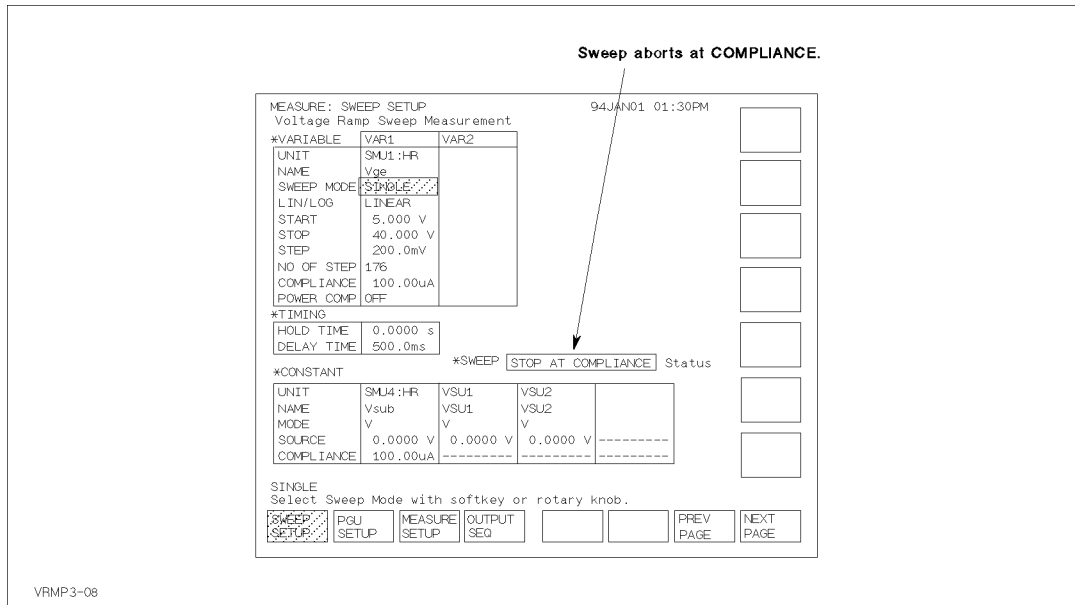 Sweep aborts at COMPLIANCE.
MEASURE: SWEEP SETUP 94JAN01 01:30PM
Voltage Ramp Sweep Measurement
*VARIABLE VAR1 VAR2
UNIT SMU1:HR
NAME Vge
SWEEP MODE SINGLE
LIN/LOG LINEAR
START 5.000 V
STOP 40.000 V
STEP 200.0mV
NO OF STEP 176
COMPLIANCE 100.00uA
POWER COMP OFF
*TIMING
HOLD TIME 0.0000 s
DELAY TIME 500.0ms
*SWEEP STOP AT COMPLIANCE Status
*CONSTANT
UNIT SMU4:HR VSU1 VSU2
NAME Vsub VSU1 VSU2
MODE V V V
SOURCE 0.0000 V 0.0000 V 0.0000 V ---------
COMPLIANCE 100.00uA --------- --------- ---------
SINGLE
Select Sweep Mode with softkey or rotary knob.
SWEEP SETUP PGU SETUP MEASURE SETUP OUTPUT SEQ PREV PAGE NEXT PAGE
VRMP3-08